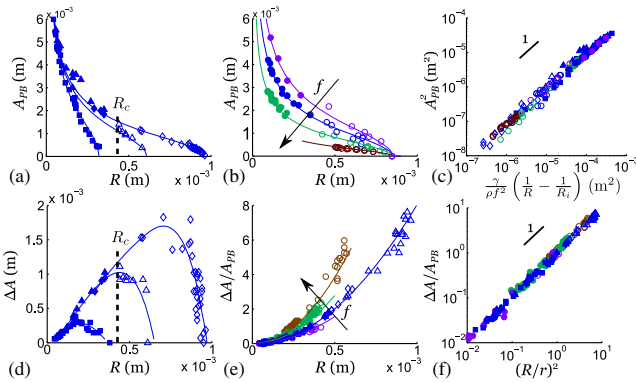 6 × 10⁻³
5
4
3
2
1
0
A_PB (m)
R_c
0 0.5 1
R (m) × 10⁻³
(a)
6 × 10⁻³
5
4
3
2
1
0
A_PB (m)
f
0 0.5 1
R (m) × 10⁻³
(b)
10⁻⁴
10⁻⁵
10⁻⁶
10⁻⁷
10⁻⁸
A²_PB (m²)
1
10⁻⁶ 10⁻⁴
γ/ρf² (1/R − 1/R_i) (m²)
(c)
2 × 10⁻³
1.5
1
0.5
0
ΔA (m)
R_c
0 0.5 1
R (m) × 10⁻³
(d)
8
6
4
2
0
ΔA/A_PB
f
0 0.5 1
R (m) × 10⁻³
(e)
10¹
10⁰
10⁻¹
10⁻²
ΔA/A_PB
1
10⁻² 10⁻¹ 10⁰ 10¹
(R/r)²
(f)